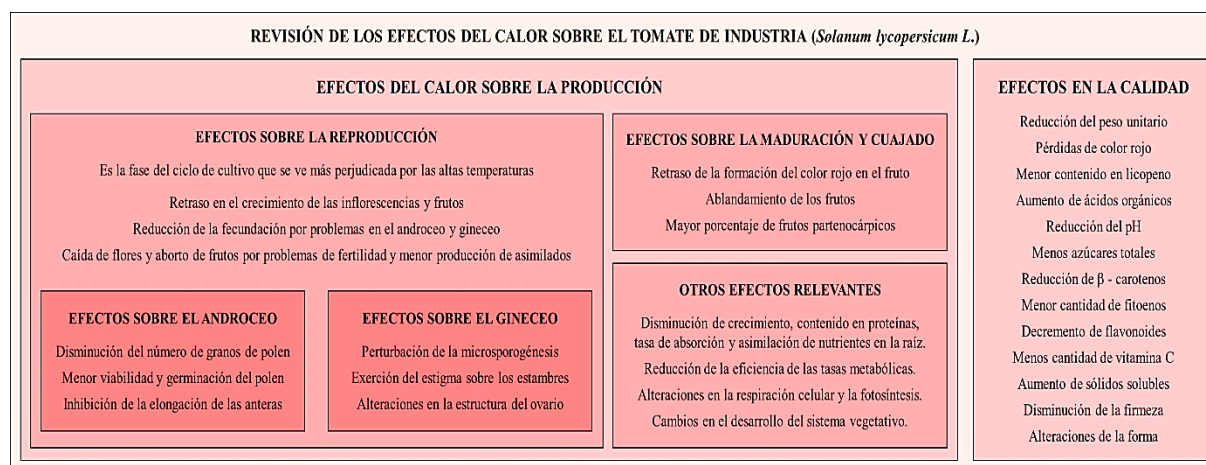 REVISIÓN DE LOS EFECTOS DEL CALOR SOBRE EL TOMATE DE INDUSTRIA (Solanum lycopersicum L.)
EFECTOS DEL CALOR SOBRE LA PRODUCCIÓN
EFECTOS SOBRE LA REPRODUCCIÓN
Es la fase del ciclo de cultivo que se ve más perjudicada por las altas temperaturas
Retraso en el crecimiento de las inflorescencias y frutos
Reducción de la fecundación por problemas en el androceo y gineceo
Caída de flores y aborto de frutos por problemas de fertilidad y menor producción de asimilados
EFECTOS SOBRE EL ANDROCEO
Disminución del número de granos de polen
Menor viabilidad y germinación del polen
Inhibición de la elongación de las anteras
EFECTOS SOBRE EL GINECEO
Perturbación de la microsporogénesis
Exerción del estigma sobre los estambres
Alteraciones en la estructura del ovario
EFECTOS SOBRE LA MADURACIÓN Y CUAJADO
Retraso de la formación del color rojo en el fruto
Ablandamiento de los frutos
Mayor porcentaje de frutos partenocárpicos
OTROS EFECTOS RELEVANTES
Disminución de crecimiento, contenido en proteínas,
tasa de absorción y asimilación de nutrientes en la raíz.
Reducción de la eficiencia de las tasas metabólicas.
Alteraciones en la respiración celular y la fotosíntesis.
Cambios en el desarrollo del sistema vegetativo.
EFECTOS EN LA CALIDAD
Reducción del peso unitario
Pérdidas de color rojo
Menor contenido en licopeno
Aumento de ácidos orgánicos
Reducción del pH
Menos azúcares totales
Reducción de β - carotenos
Menor cantidad de fitoenos
Decremento de flavonoides
Menos cantidad de vitamina C
Aumento de sólidos solubles
Disminución de la firmeza
Alteraciones de la forma